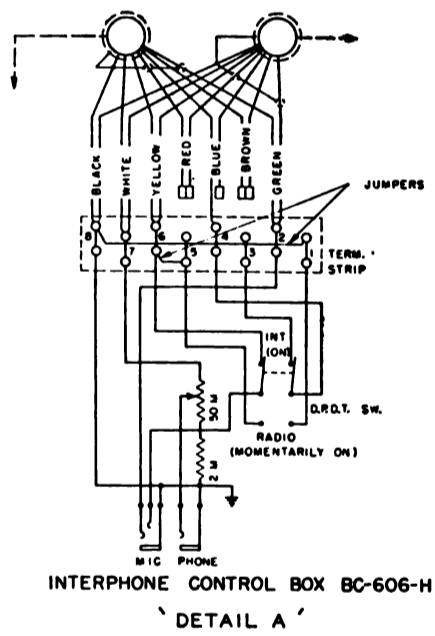 BLACK
WHITE
YELLOW
RED
BLUE
BROWN
GREEN
JUMPERS
8 7 6 5 4 3 2 1
TERM.
STRIP
INT
(ON)
D.P.D.T. SW.
50 M
RADIO
(MOMENTARILY ON)
2 M
MIC PHONE
INTERPHONE CONTROL BOX BC-606-H
' DETAIL A '